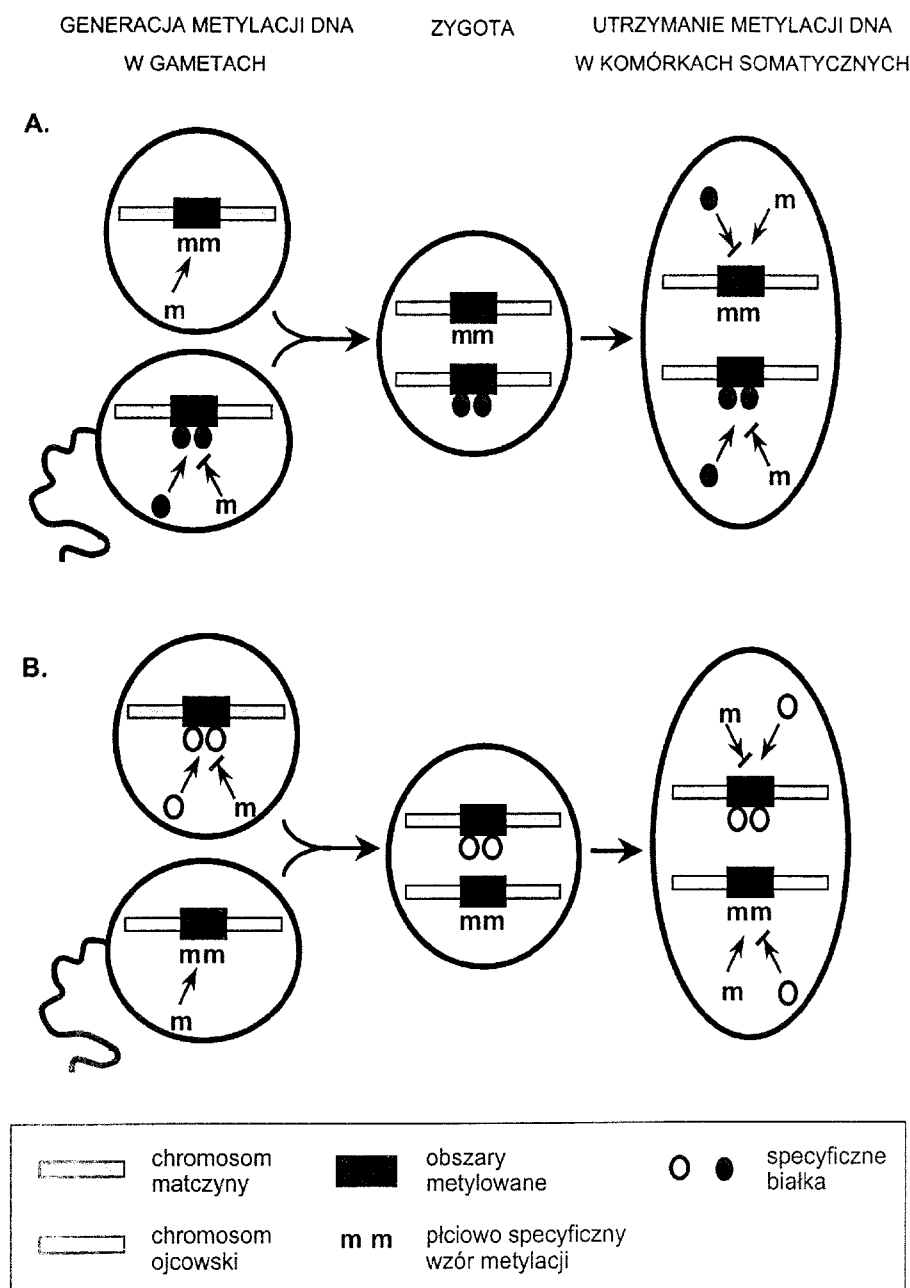 GENERACJA METYLACJI DNA
W GAMETACH
ZYGOTA
UTRZYMANIE METYLACJI DNA
W KOMÓRKACH SOMATYCZNYCH
A.
mm
m
m
mm
m
mm
m
B.
m
mm
m
mm
m
mm
m
chromosom
matczyny
obszary
metylowane
specyficzne
białka
chromosom
ojcowski
m m
płciowo specyficzny
wzór metylacji